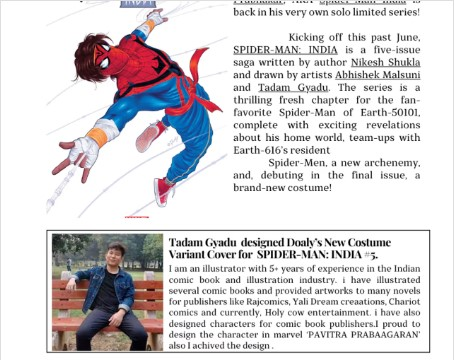 back in his very own solo limited series!
Kicking off this past June,
SPIDER-MAN: INDIA is a five-issue
saga written by author Nikesh Shukla
and drawn by artists Abhishek Malsuni
and Tadam Gyadu. The series is a
thrilling fresh chapter for the fan-
favorite Spider-Man of Earth-50101,
complete with exciting revelations
about his home world, team-ups with
Earth-616's resident
Spider-Men, a new archenemy,
and, debuting in the final issue, a
brand-new costume!
Tadam Gyadu designed Doaly's New Costume
Variant Cover for SPIDER-MAN: INDIA #5.
I am an illustrator with 5+ years of experience in the Indian
comic book and illustration industry. i have illustrated
several comic books and provided artworks to many novels
for publishers like Rajcomics, Yali Dream creaations, Chariot
comics and currently, Holy cow entertainment. i have also
designed characters for comic book publishers.I proud to
design the character in marvel 'PAVITRA PRABAAGARAN'
also I achived the design .